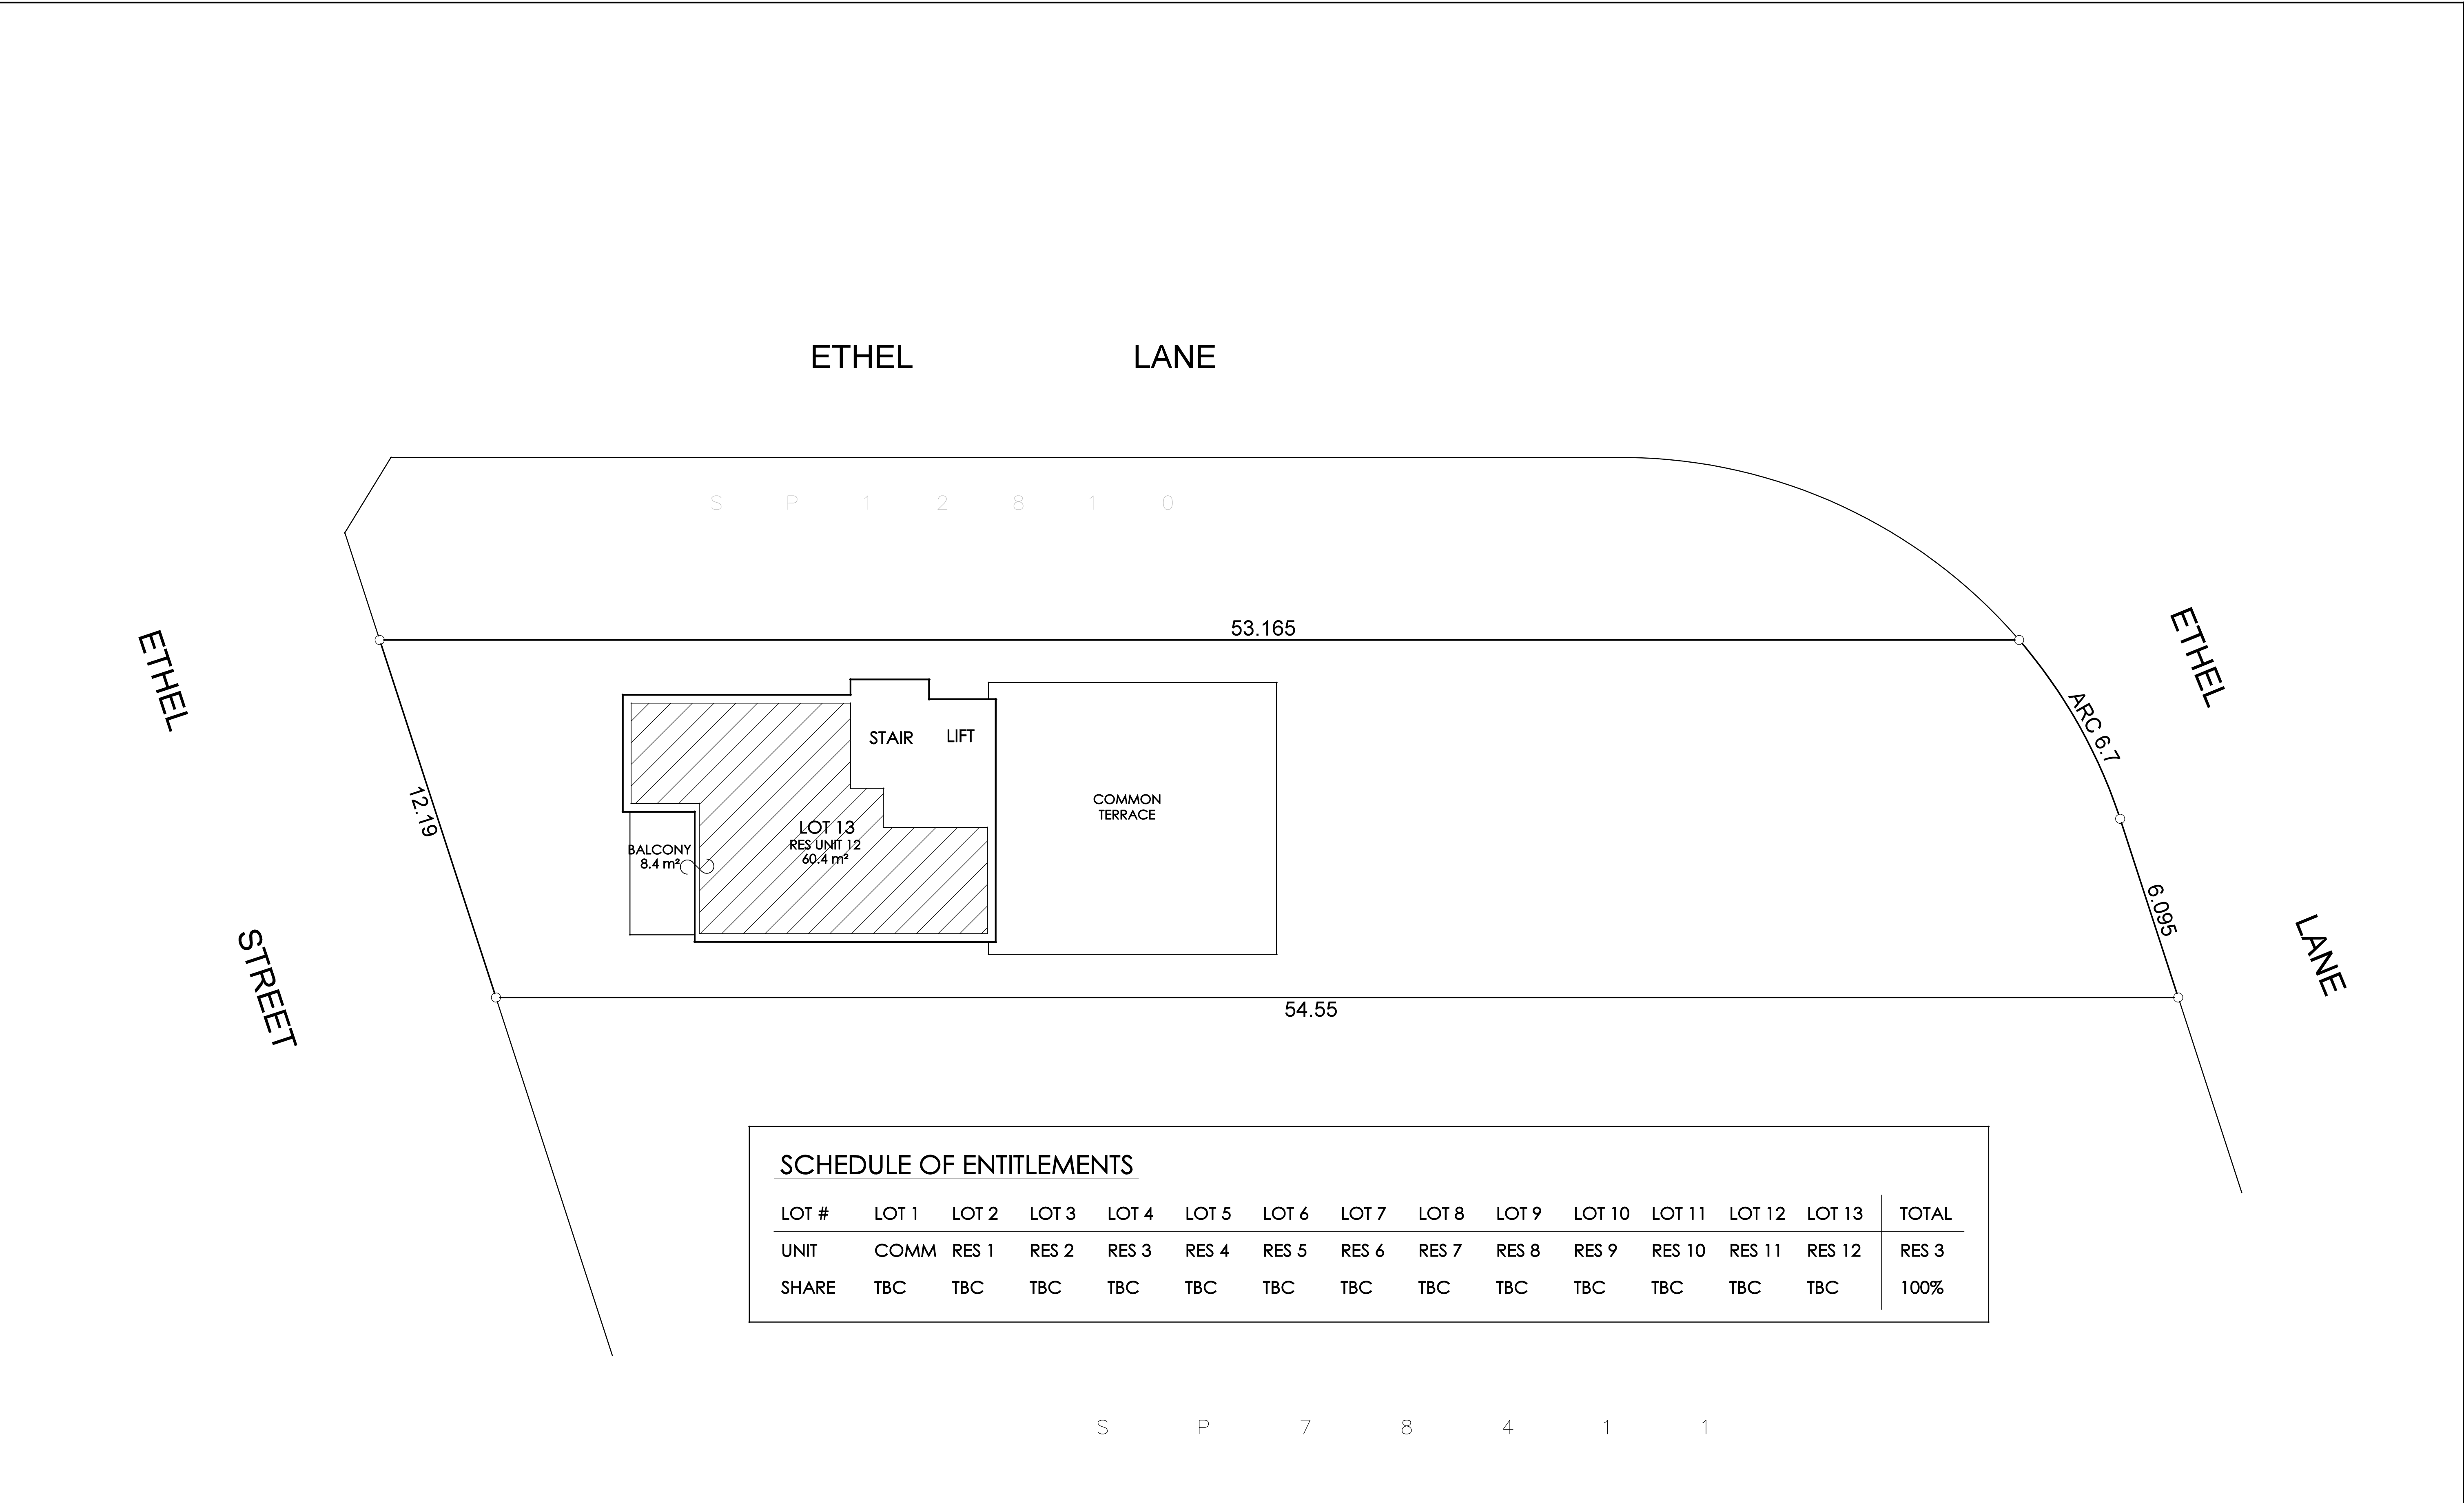 ETHEL LANE
S P 1 2 8 1 0
53.165
ETHEL
STREET
12.19
STAIR
LIFT
COMMON
TERRACE
LOT 13
RES UNIT 12
60.4 m²
BALCONY
8.4 m²
ARC 6.7
6.095
ETHEL
LANE
54.55
SCHEDULE OF ENTITLEMENTS
LOT # LOT 1 LOT 2 LOT 3 LOT 4 LOT 5 LOT 6 LOT 7 LOT 8 LOT 9 LOT 10 LOT 11 LOT 12 LOT 13 TOTAL
UNIT COMM RES 1 RES 2 RES 3 RES 4 RES 5 RES 6 RES 7 RES 8 RES 9 RES 10 RES 11 RES 12 RES 3
SHARE TBC TBC TBC TBC TBC TBC TBC TBC TBC TBC TBC TBC TBC 100%
S P 7 8 4 1 1